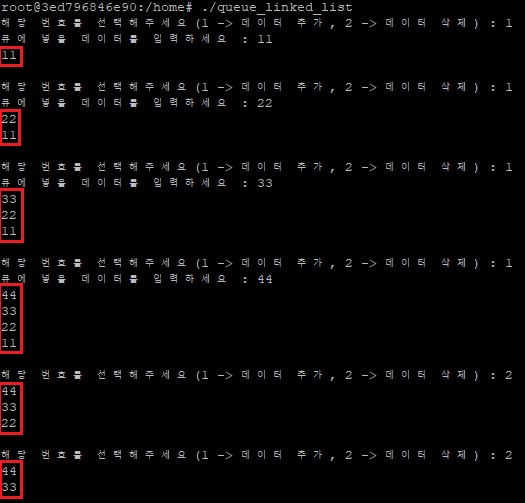 root@3ed796846e90:/home# ./queue_linked_list
해당 번호를 선택해주세요(1 -> 데이터 추가, 2 -> 데이터 삭제) : 1
큐에 넣을 데이터를 입력하세요 : 11
11
해당 번호를 선택해주세요(1 -> 데이터 추가, 2 -> 데이터 삭제) : 1
큐에 넣을 데이터를 입력하세요 : 22
22
11
해당 번호를 선택해주세요(1 -> 데이터 추가, 2 -> 데이터 삭제) : 1
큐에 넣을 데이터를 입력하세요 : 33
33
22
11
해당 번호를 선택해주세요(1 -> 데이터 추가, 2 -> 데이터 삭제) : 1
큐에 넣을 데이터를 입력하세요 : 44
44
33
22
11
해당 번호를 선택해주세요(1 -> 데이터 추가, 2 -> 데이터 삭제) : 2
44
33
22
해당 번호를 선택해주세요(1 -> 데이터 추가, 2 -> 데이터 삭제) : 2
44
33